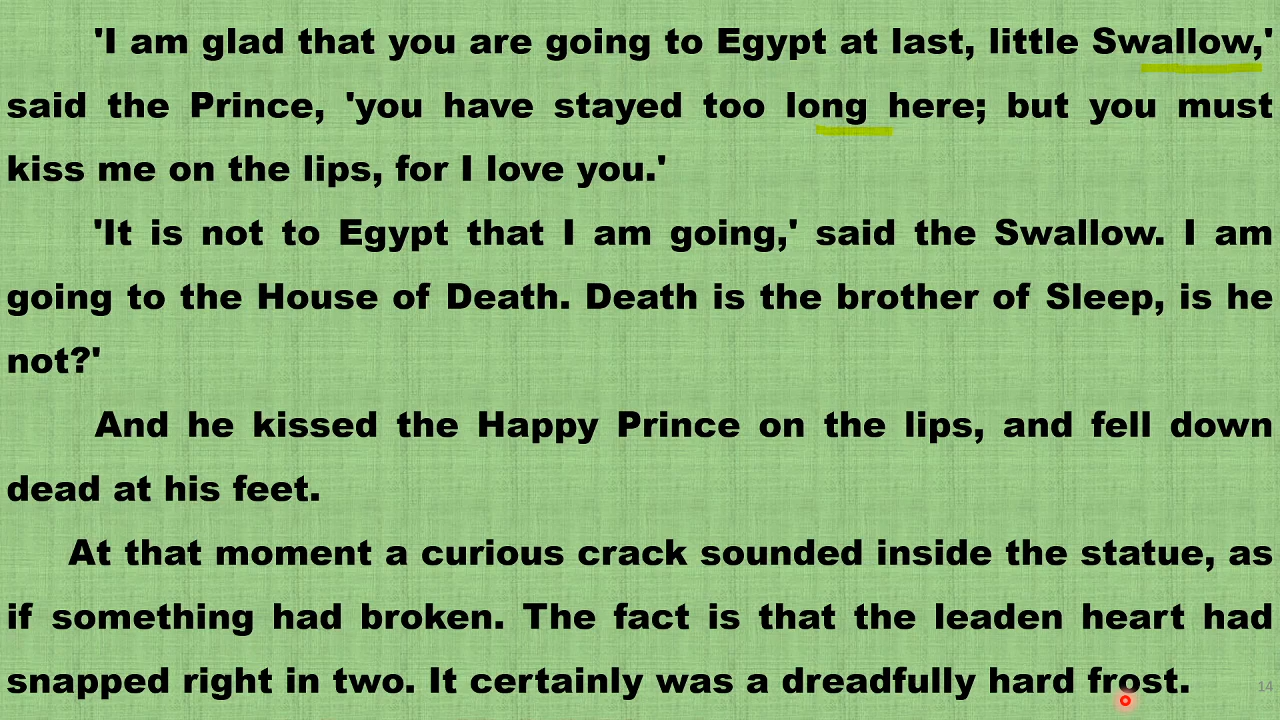 'I am glad that you are going to Egypt at last, little Swallow,'
said the Prince, 'you have stayed too long here; but you must
kiss me on the lips, for I love you.'
'It is not to Egypt that I am going,' said the Swallow. I am
going to the House of Death. Death is the brother of Sleep, is he
not?'
And he kissed the Happy Prince on the lips, and fell down
dead at his feet.
At that moment a curious crack sounded inside the statue, as
if something had broken. The fact is that the leaden heart had
snapped right in two. It certainly was a dreadfully hard frost.
14